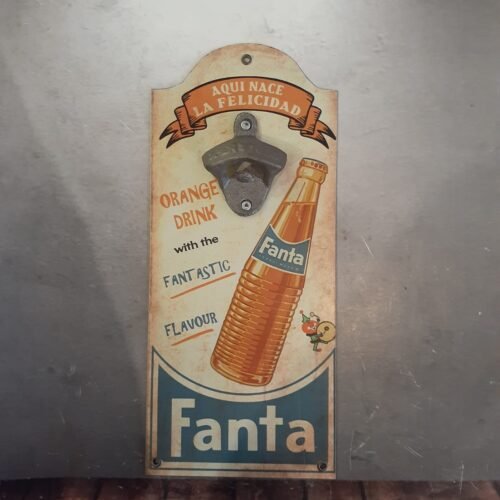 AQUI NACE
LA FELICIDAD
ORANGE
DRINK
with the
FANTASTIC
FLAVOUR
Fanta
Fanta